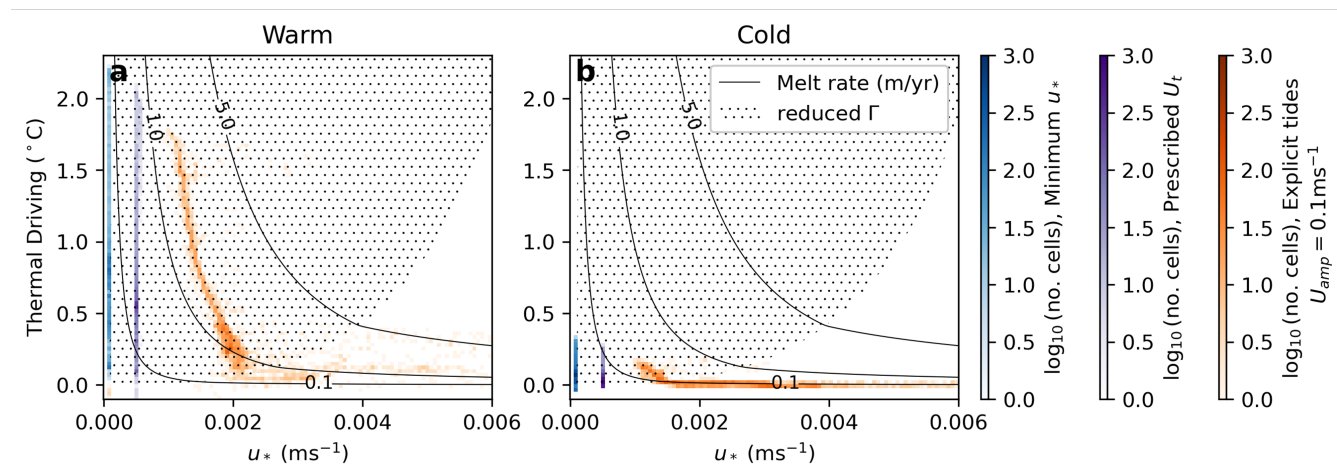 Warm
Cold
a
b
Melt rate (m/yr)
reduced Γ
1.0
5.0
0.1
1.0
5.0
0.1
Thermal Driving (°C)
2.0
1.5
1.0
0.5
0.0
2.0
1.5
1.0
0.5
0.0
0.000 0.002 0.004 0.006
0.000 0.002 0.004 0.006
u* (ms⁻¹)
u* (ms⁻¹)
3.0
2.5
2.0
1.5
1.0
0.5
0.0
log₁₀(no. cells), Minimum u*
3.0
2.5
2.0
1.5
1.0
0.5
0.0
log₁₀(no. cells), Prescribed Uₜ
3.0
2.5
2.0
1.5
1.0
0.5
0.0
log₁₀(no. cells), Explicit tides
U_amp = 0.1ms⁻¹